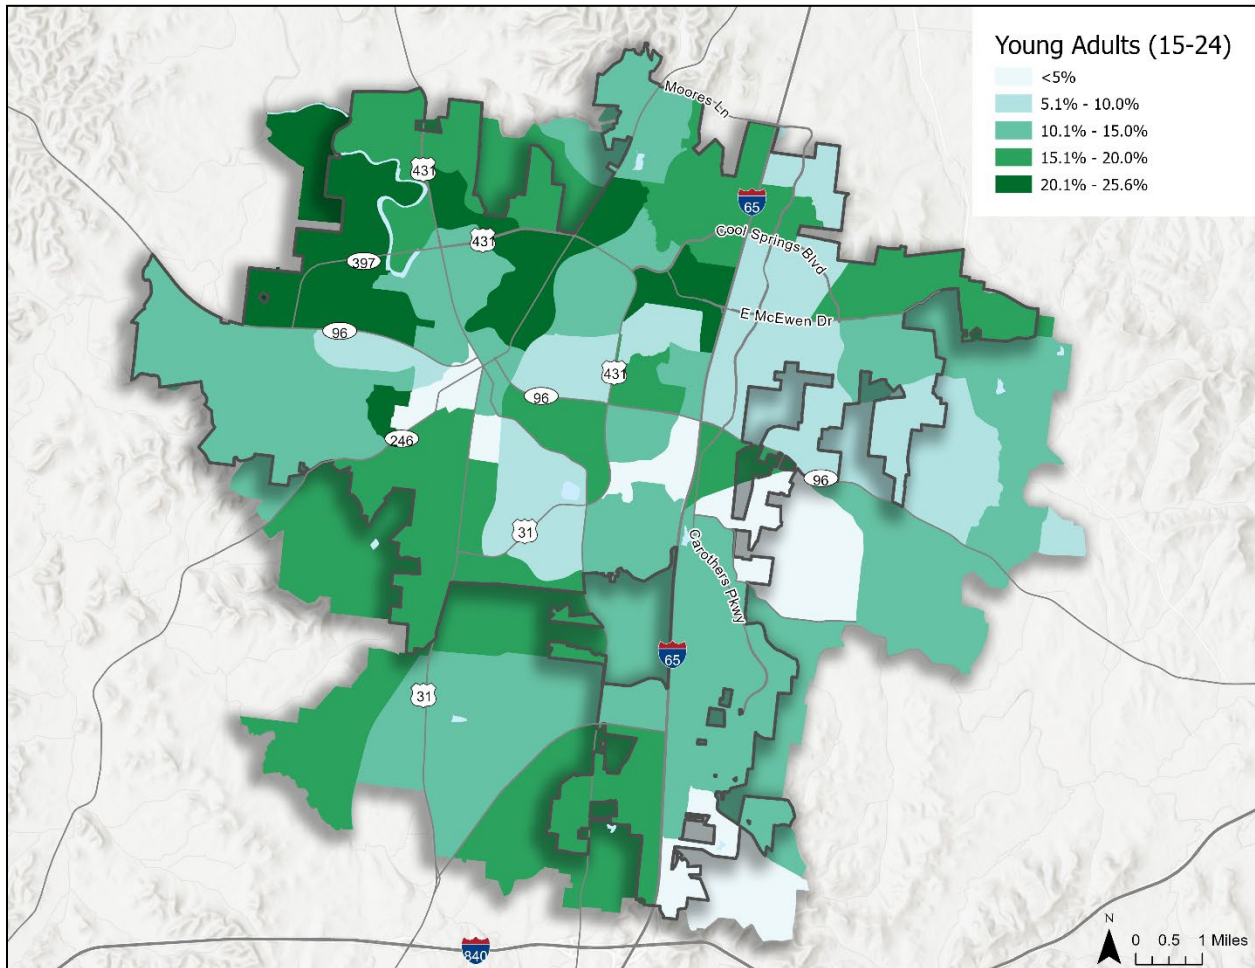 Young Adults (15-24)
<5%
5.1% - 10.0%
10.1% - 15.0%
15.1% - 20.0%
20.1% - 25.6%
Moores Ln
431
65
431
Cool Springs Blvd
397
E McEwen Dr
96
431
96
246
96
31
Carothers Pkwy
65
31
840
N
0 0.5 1 Miles